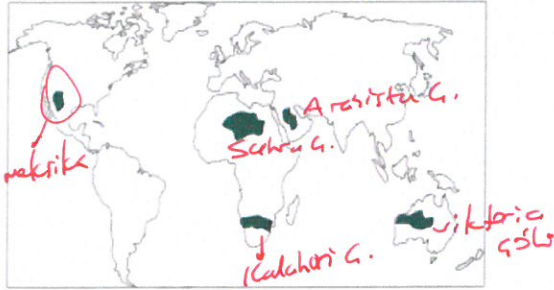 Arabistan Ç.
Sahra Ç.
meksika
Kalahari Ç.
Viktoria
Çölü